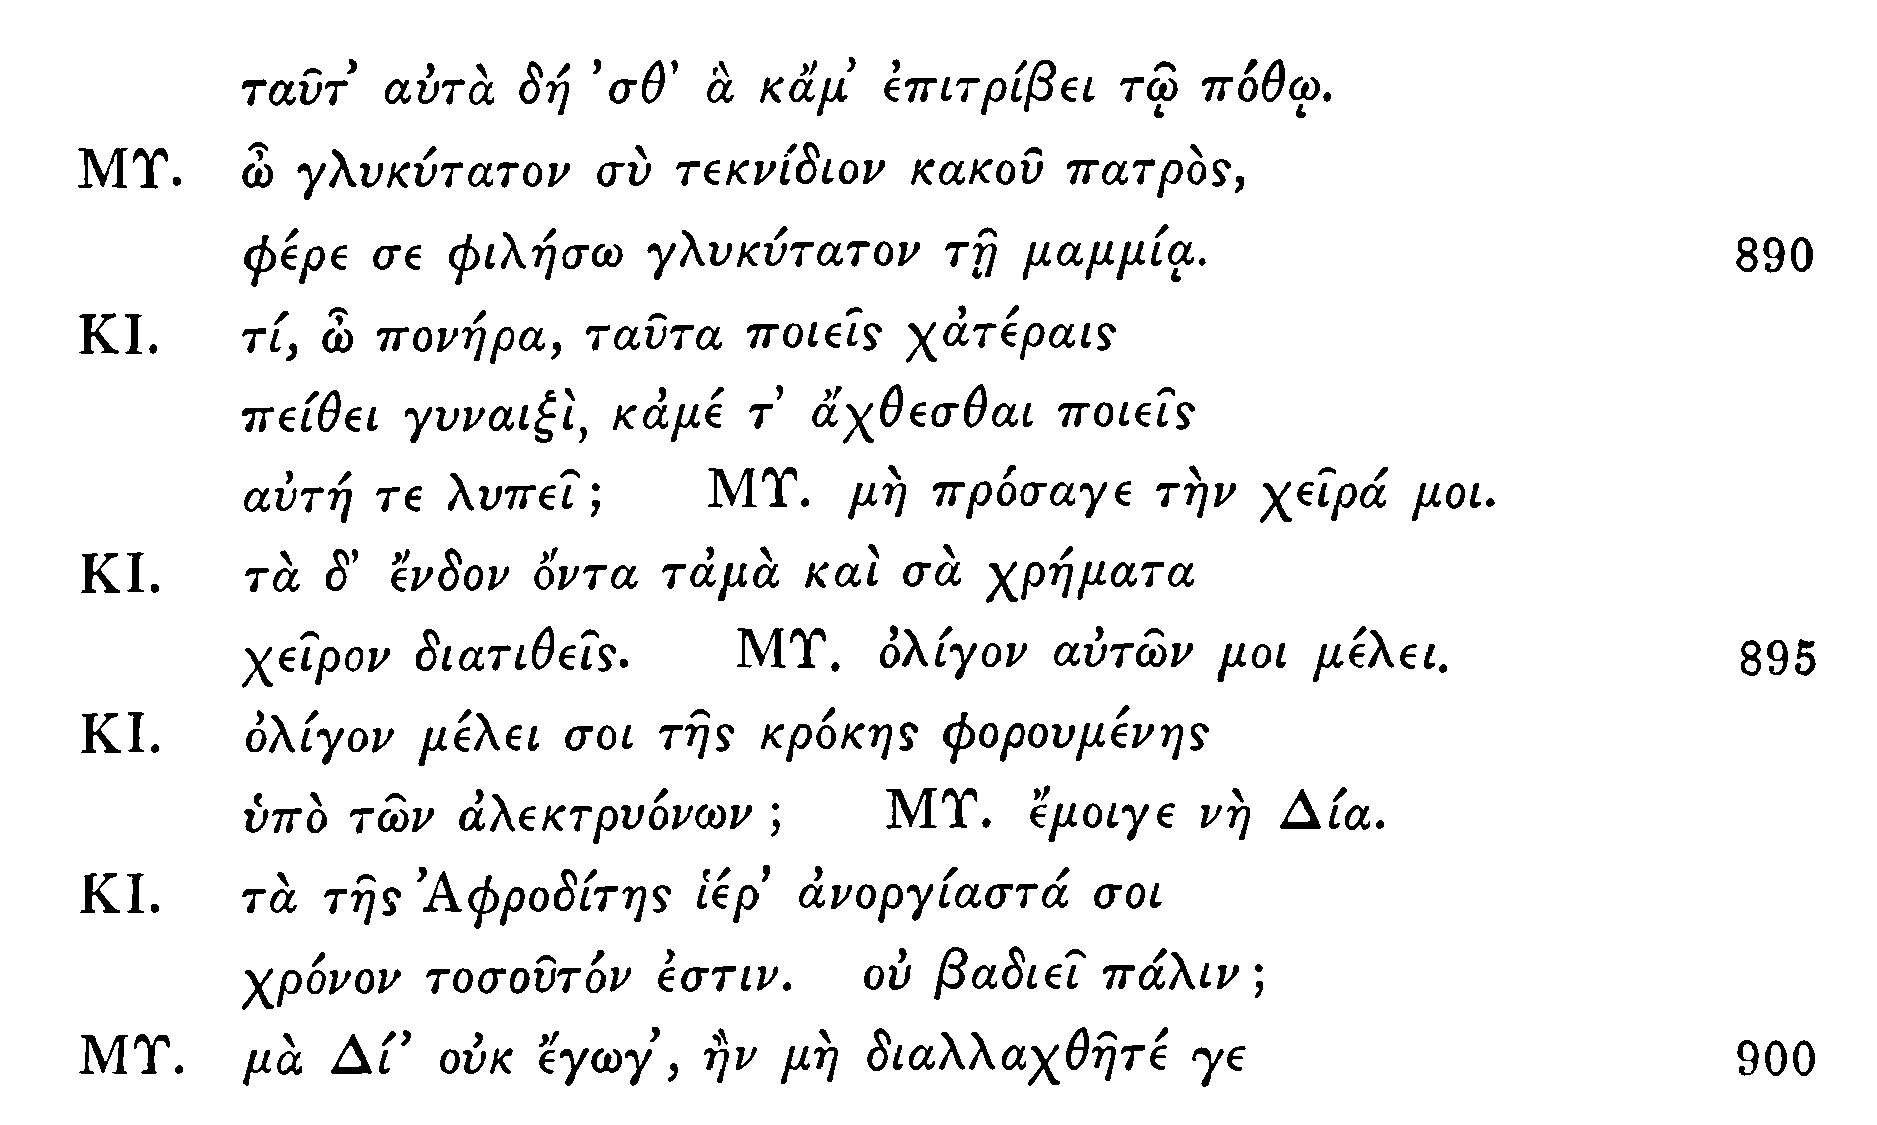 ταῦτ’ αὐτὰ δή ’σθ’ ἃ κἄμ’ ἐπιτρίβει τῷ πόθῳ.
ΜΥ. ὦ γλυκύτατον σὺ τεκνίδιον κακοῦ πατρὸς,
φέρε σε φιλήσω γλυκύτατον τῇ μαμμίᾳ. 890
ΚΙ. τί, ὦ πονήρα, ταῦτα ποιεῖς χἀτέραις
πείθει γυναιξὶ, κἀμέ τ’ ἄχθεσθαι ποιεῖς
αὐτή τε λυπεῖ; ΜΥ. μὴ πρόσαγε τὴν χεῖρά μοι.
ΚΙ. τὰ δ’ ἔνδον ὄντα τἀμὰ καὶ σὰ χρήματα
χεῖρον διατιθεῖς. ΜΥ. ὀλίγον αὐτῶν μοι μέλει. 895
ΚΙ. ὀλίγον μέλει σοι τῆς κρόκης φορουμένης
ὑπὸ τῶν ἀλεκτρυόνων; ΜΥ. ἔμοιγε νὴ Δία.
ΚΙ. τὰ τῆς Ἀφροδίτης ἱέρ’ ἀνοργίαστά σοι
χρόνον τοσοῦτόν ἐστιν. οὐ βαδιεῖ πάλιν;
ΜΥ. μὰ Δί’ οὐκ ἔγωγ’, ἢν μὴ διαλλαχθῆτέ γε 900